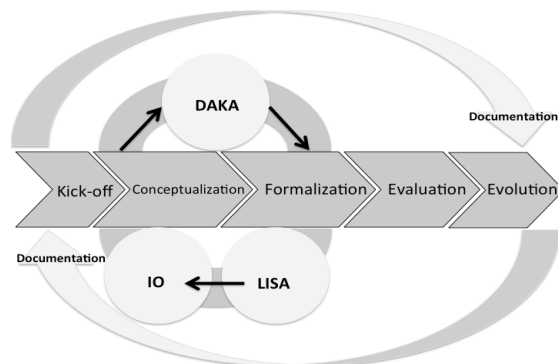 DAKA
Documentation
Kick-off
Conceptualization
Formalization
Evaluation
Evolution
Documentation
IO
LISA